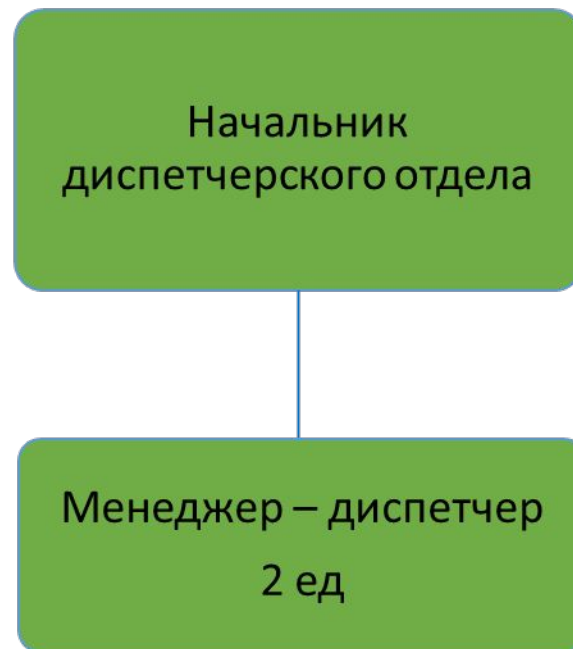 Начальник
диспетчерского отдела
Менеджер – диспетчер
2 ед